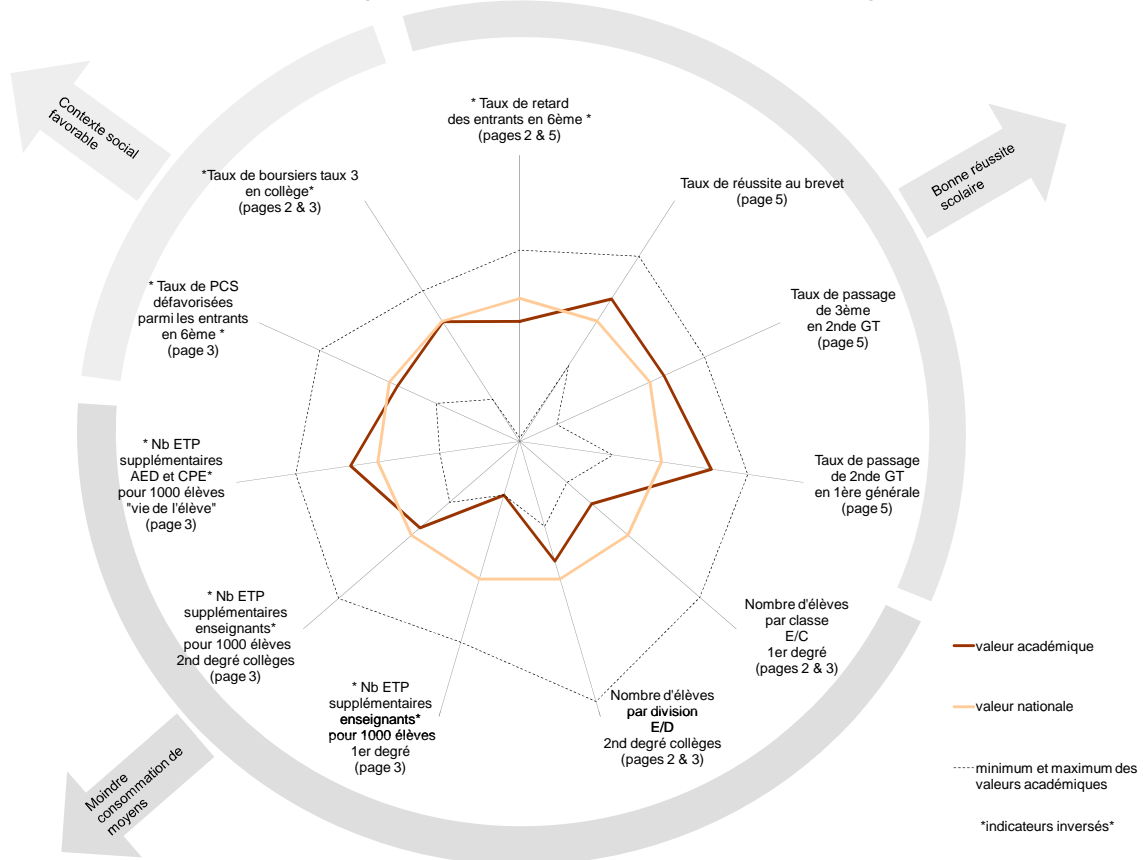 * Taux de retard
des entrants en 6ème *
(pages 2 & 5)
Contexte social
favorable
*Taux de boursiers taux 3
en collège*
(pages 2 & 3)
Taux de réussite au brevet
(page 5)
Bonne réussite
scolaire
* Taux de PCS
défavorisées
parmi les entrants
en 6ème *
(page 3)
Taux de passage
de 3ème
en 2nde GT
(page 5)
* Nb ETP
supplémentaires
AED et CPE*
pour 1000 élèves
"vie de l'élève"
(page 3)
Taux de passage
de 2nde GT
en 1ère générale
(page 5)
* Nb ETP
supplémentaires
enseignants*
pour 1000 élèves
2nd degré collèges
(page 3)
Nombre d'élèves
par classe
E/C
1er degré
(pages 2 & 3)
* Nb ETP
supplémentaires
enseignants*
pour 1000 élèves
1er degré
(page 3)
Nombre d'élèves
par division
E/D
2nd degré collèges
(pages 2 & 3)
Moindre
consommation de
moyens
valeur académique
valeur nationale
minimum et maximum des
valeurs académiques
*indicateurs inversés*